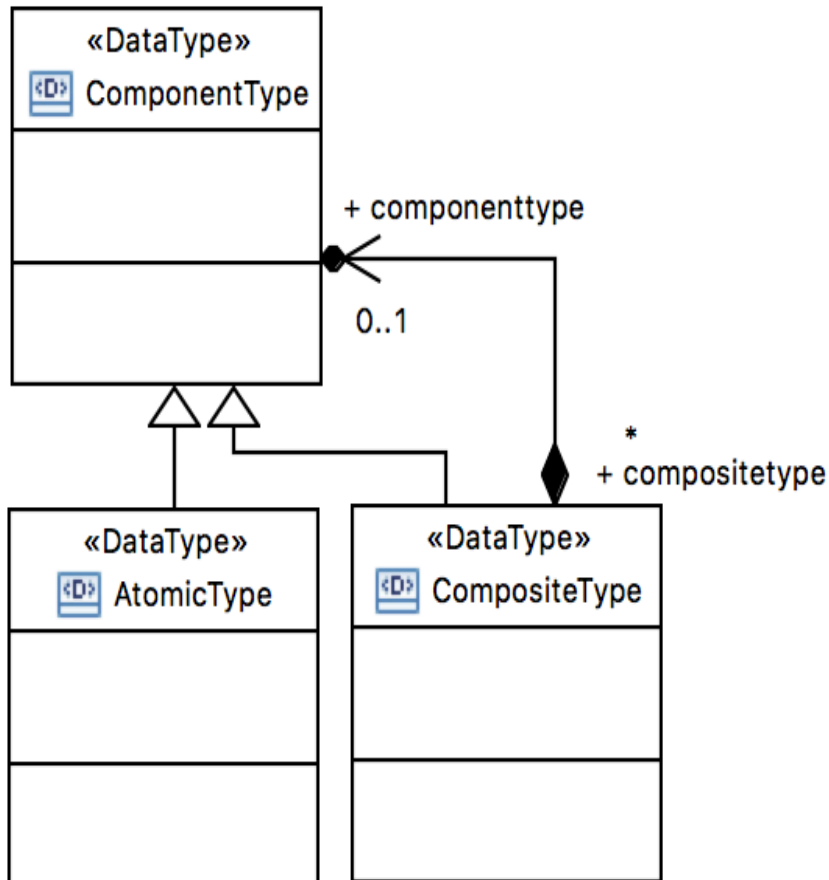 «DataType»
<D> ComponentType
+ componenttype
0..1
*
+ compositetype
«DataType»
<D> AtomicType
«DataType»
<D> CompositeType